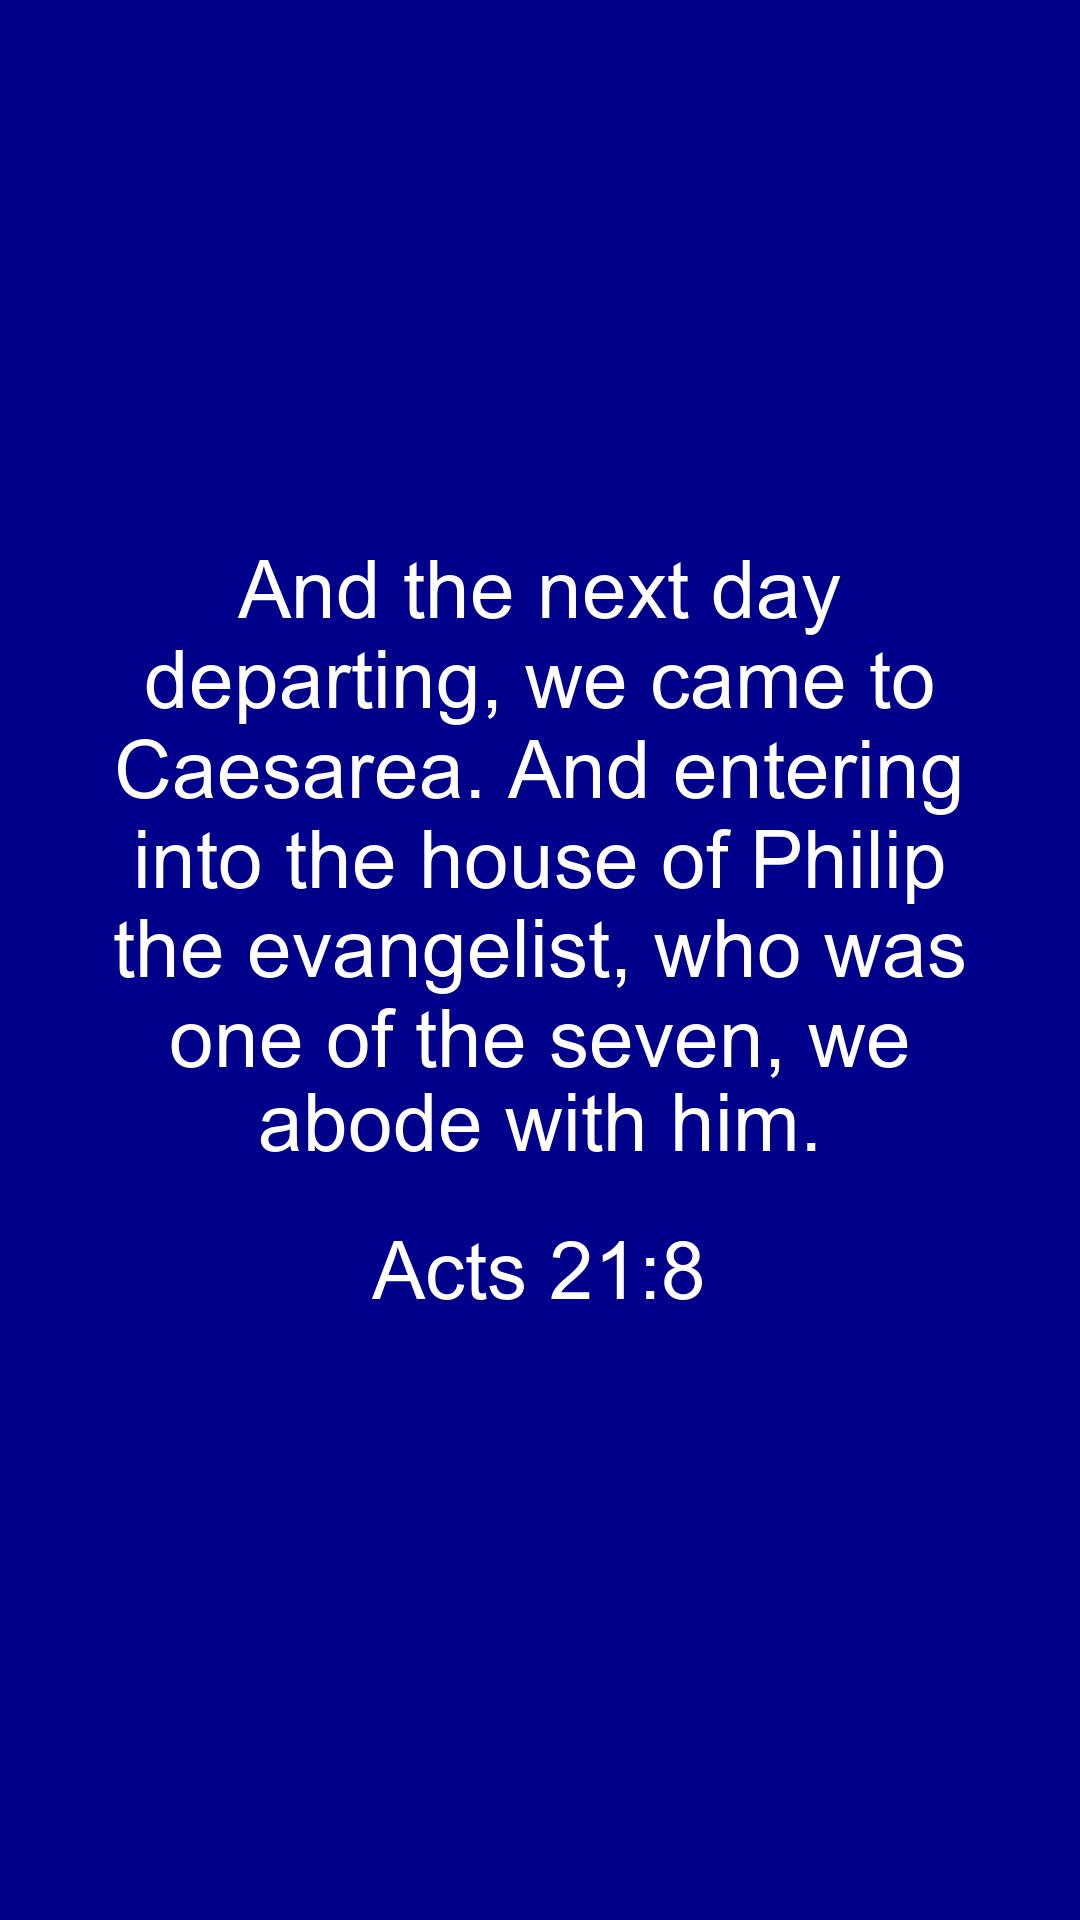 And the next day
departing, we came to
Caesarea. And entering
into the house of Philip
the evangelist, who was
one of the seven, we
abode with him.
Acts 21:8